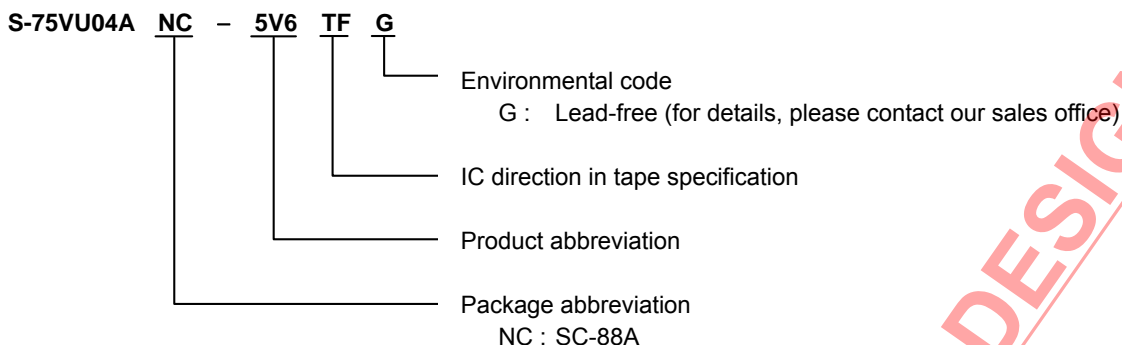 S-75VU04A NC – 5V6 TF G
Environmental code
G : Lead-free (for details, please contact our sales office)
IC direction in tape specification
Product abbreviation
Package abbreviation
NC : SC-88A
DESIG